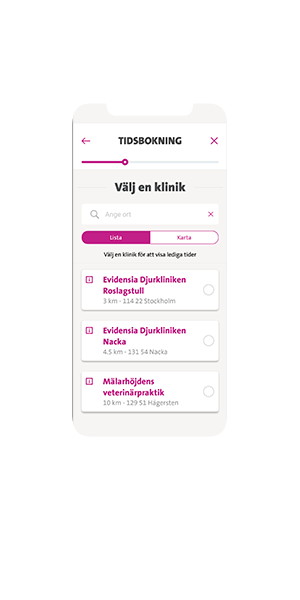 TIDSBOKNING
Välj en klinik
Ange ort
Lista
Karta
Välj en klinik för att visa lediga tider
Evidensia Djurkliniken
Roslagstull
3 km - 114 22 Stockholm
Evidensia Djurkliniken
Nacka
4.5 km - 131 54 Nacka
Mälarhöjdens
veterinärpraktik
10 km - 129 51 Hägersten